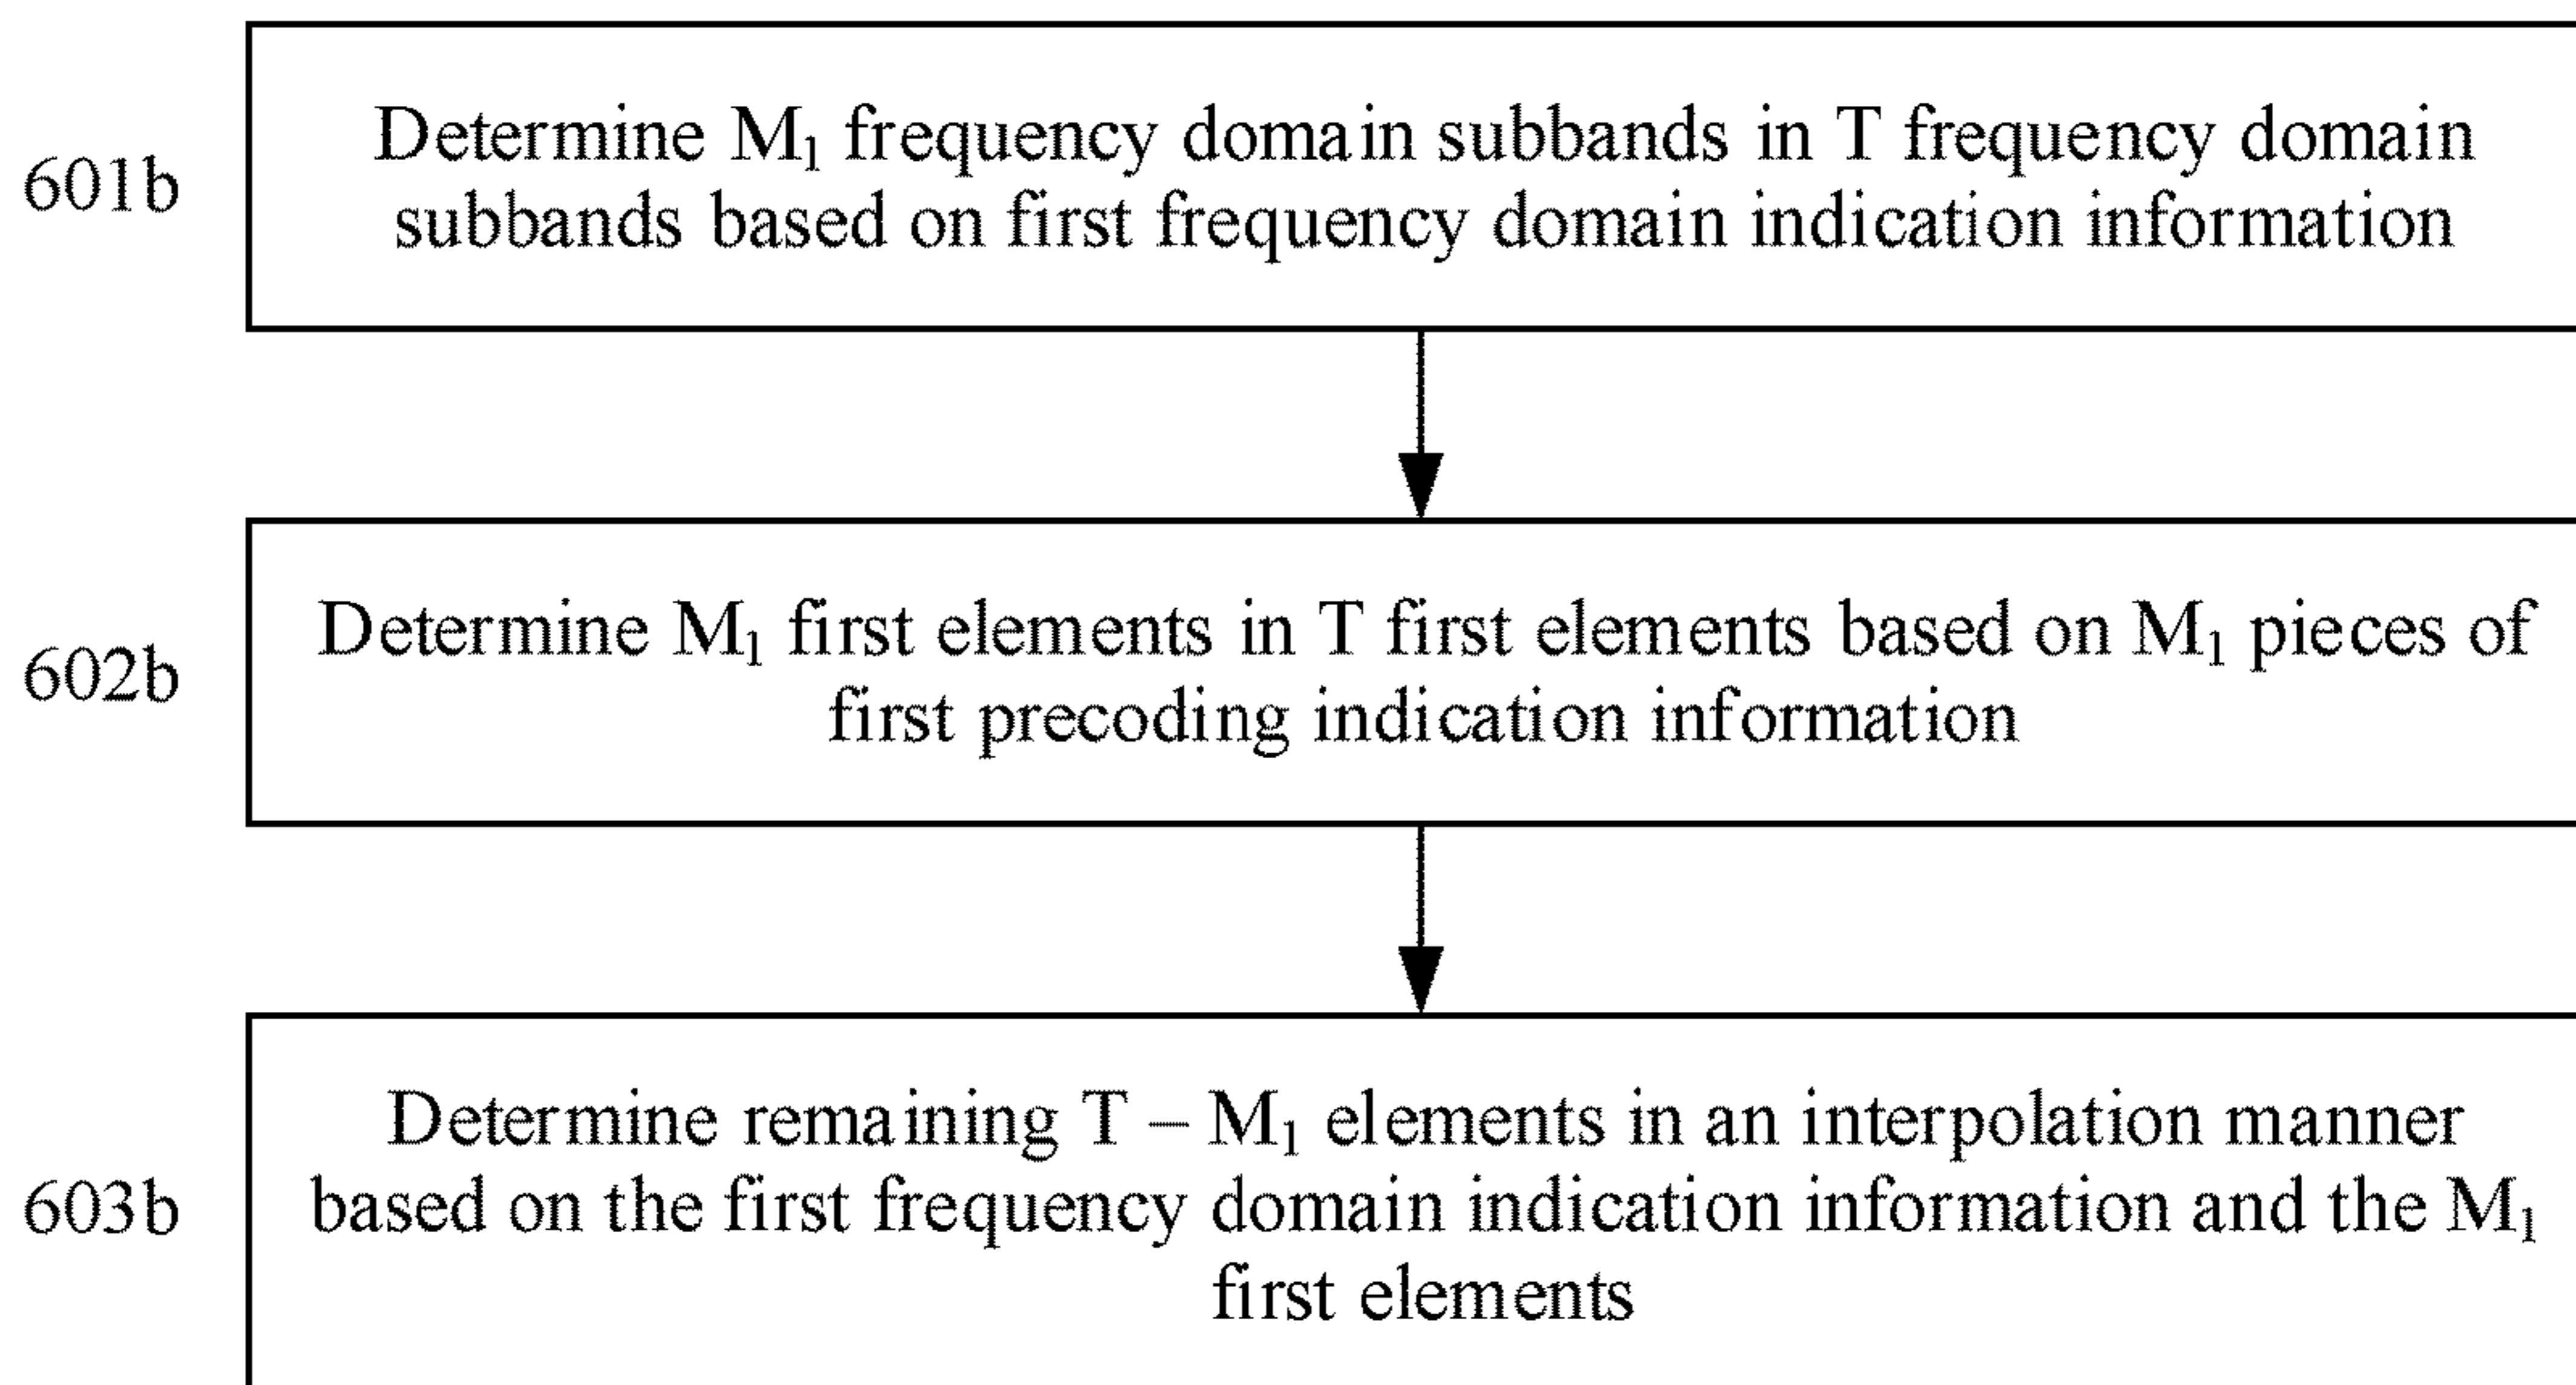 601b
Determine M₁ frequency domain subbands in T frequency domain
subbands based on first frequency domain indication information
602b
Determine M₁ first elements in T first elements based on M₁ pieces of
first precoding indication information
603b
Determine remaining T – M₁ elements in an interpolation manner
based on the first frequency domain indication information and the M₁
first elements